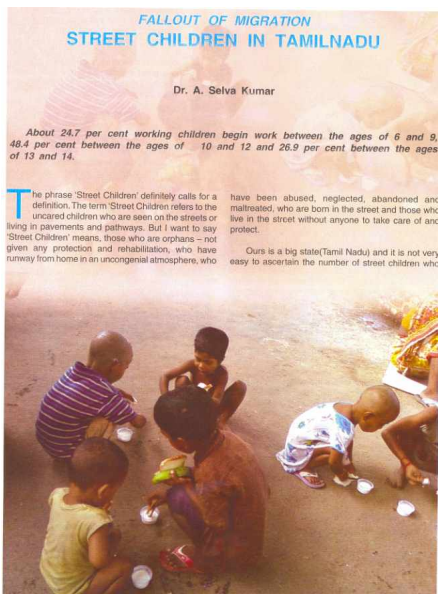 FALLOUT OF MIGRATION
STREET CHILDREN IN TAMILNADU
Dr. A. Selva Kumar
About 24.7 per cent working children begin work between the ages of 6 and 9,
48.4 per cent between the ages of 10 and 12 and 26.9 per cent between the ages
of 13 and 14.
The phrase 'Street Children' definitely calls for a
definition. The term 'Street Children refers to the
uncared children who are seen on the streets or
living in pavements and pathways. But I want to say
'Street Children' means, those who are orphans – not
given any protection and rehabilitation, who have
runway from home in an uncongenial atmosphere, who
have been abused, neglected, abandoned and
maltreated, who are born in the street and those who
live in the street without anyone to take care of and
protect.
Ours is a big state(Tamil Nadu) and it is not very
easy to ascertain the number of street children who